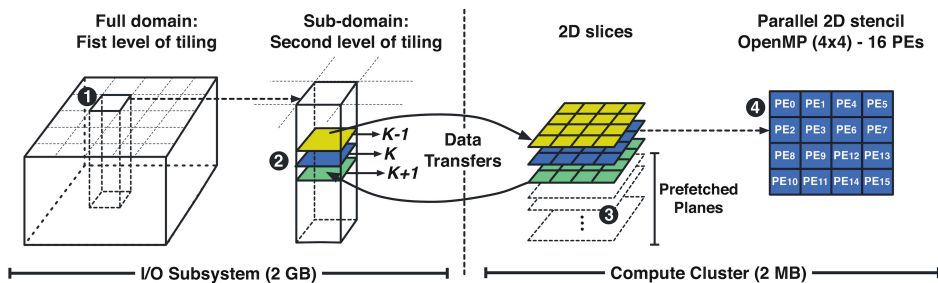 Full domain:
Fist level of tiling
Sub-domain:
Second level of tiling
2D slices
Parallel 2D stencil
OpenMP (4x4) - 16 PEs
1
2
K-1
K
K+1
Data
Transfers
3
Prefetched
Planes
4
PE0 PE1 PE4 PE5
PE2 PE3 PE6 PE7
PE8 PE9 PE12 PE13
PE10 PE11 PE14 PE15
I/O Subsystem (2 GB)
Compute Cluster (2 MB)